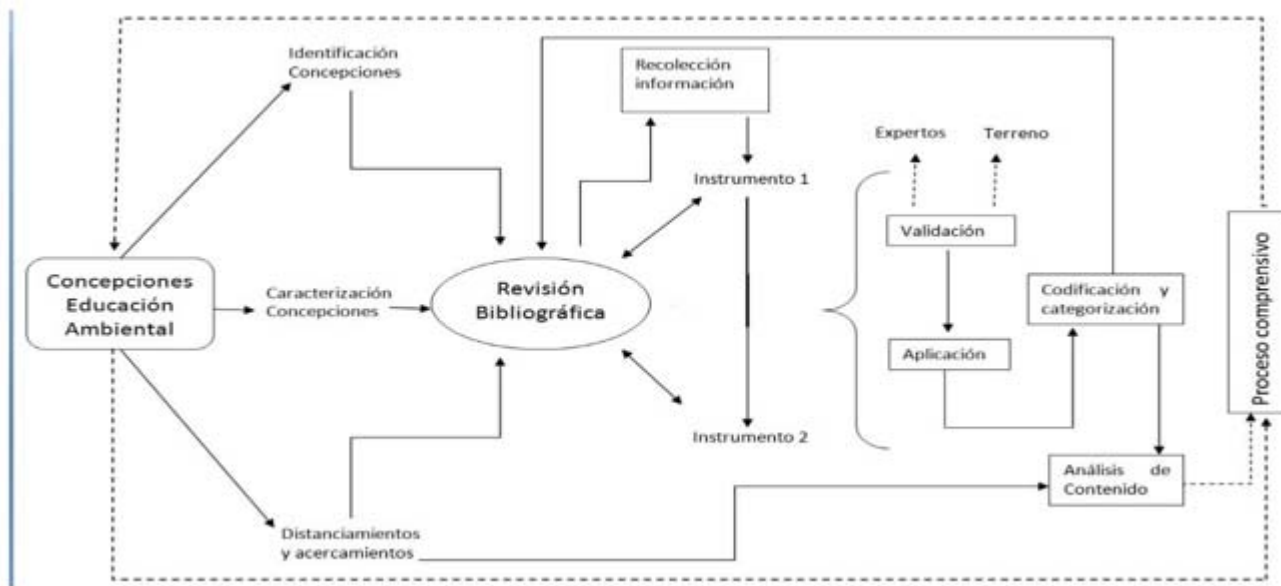 Identificación
Concepciones
Recolección
información
Expertos
Terreno
Instrumento 1
Validación
Concepciones
Educación
Ambiental
Caracterización
Concepciones
Revisión
Bibliográfica
Codificación y
categorización
Proceso comprensivo
Aplicación
Instrumento 2
Análisis de
Contenido
Distanciamientos
y acercamientos